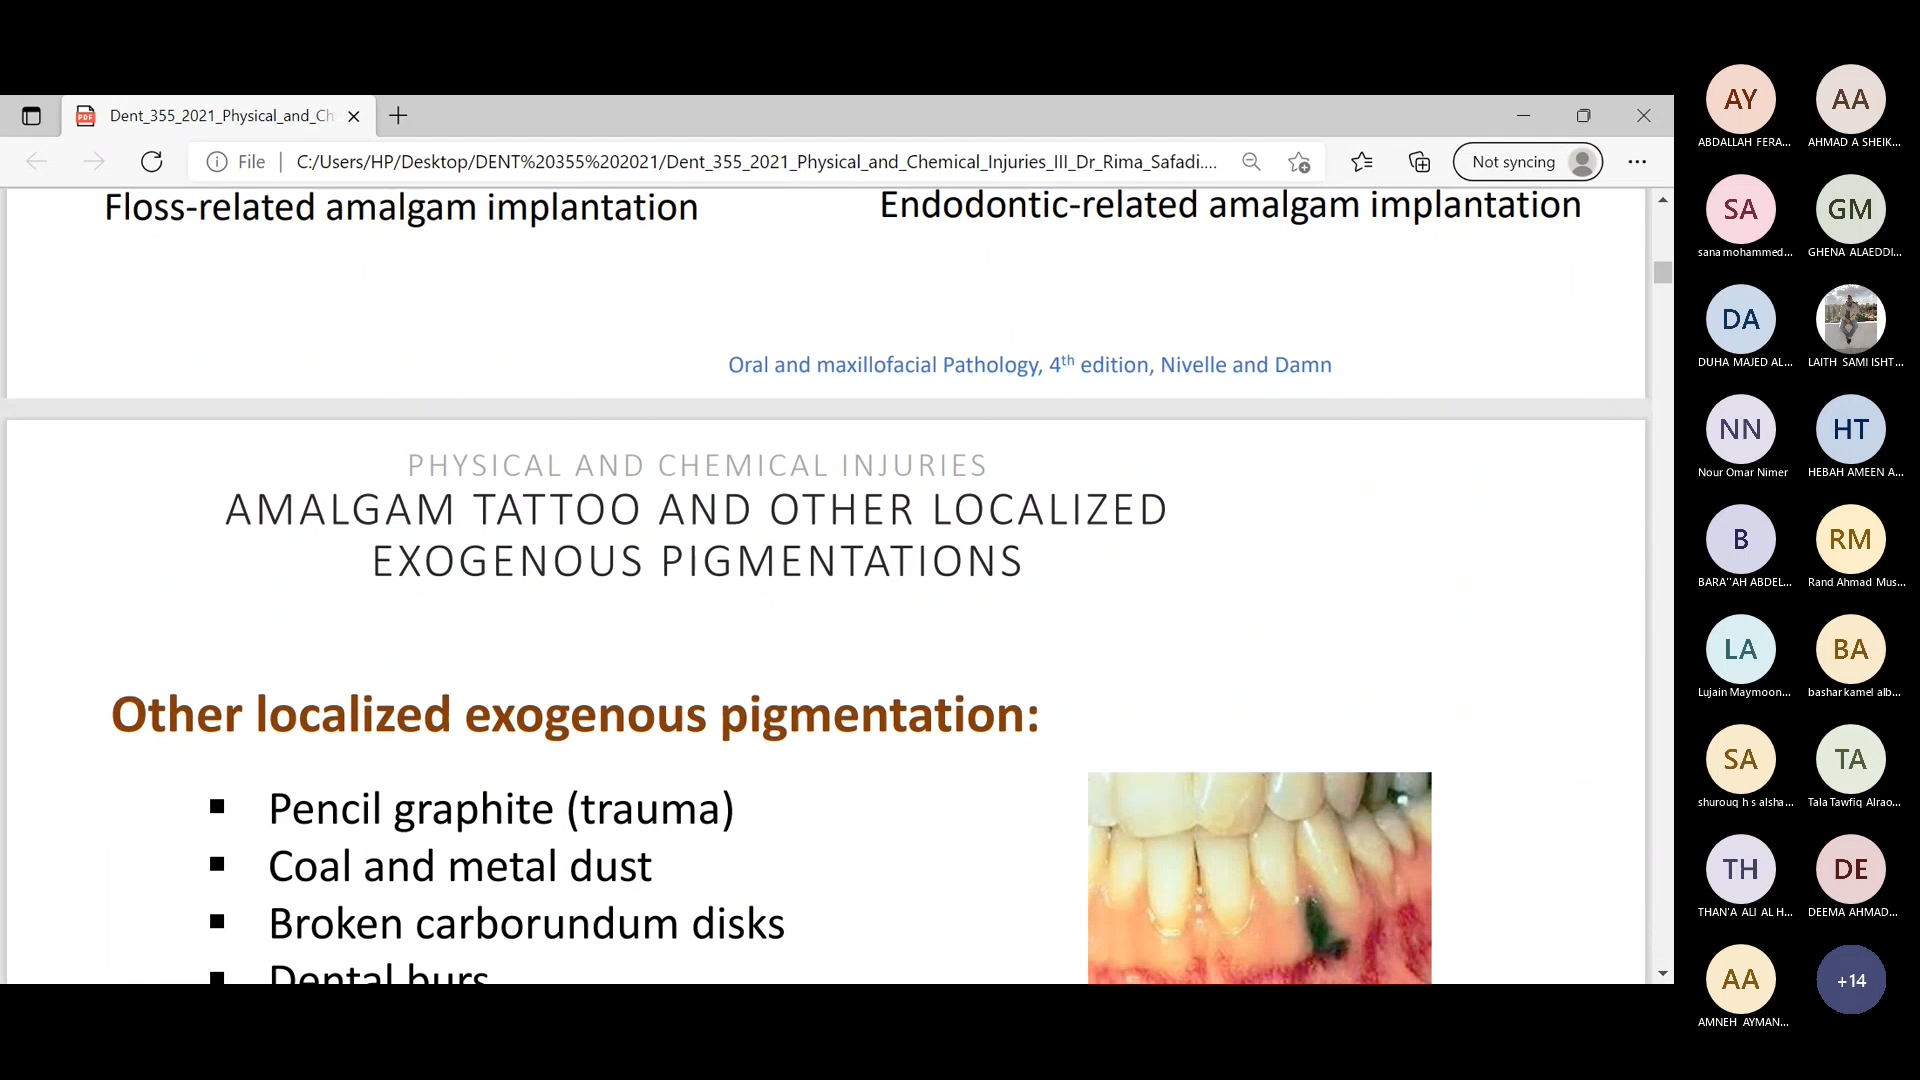 Dent_355_2021_Physical_and_Ch
File
C:/Users/HP/Desktop/DENT%20355%202021/Dent_355_2021_Physical_and_Chemical_Injuries_III_Dr_Rima_Safadi....
Not syncing
Floss-related amalgam implantation
Endodontic-related amalgam implantation
Oral and maxillofacial Pathology, 4th edition, Nivelle and Damn
PHYSICAL AND CHEMICAL INJURIES
AMALGAM TATTOO AND OTHER LOCALIZED
EXOGENOUS PIGMENTATIONS
Other localized exogenous pigmentation:
Pencil graphite (trauma)
Coal and metal dust
Broken carborundum disks
Dental burs
AY
ABDALLAH FERA...
AA
AHMAD A SHEIK...
SA
sana mohammed...
GM
GHENA ALAEDDI...
DA
DUHA MAJED AL...
LAITH SAMI ISHT...
NN
Nour Omar Nimer
HT
HEBAH AMEEN A...
B
BARA''AH ABDEL...
RM
Rand Ahmad Mus...
LA
Lujain Maymoon...
BA
bashar kamel alb...
SA
shurouq h s alsha...
TA
Tala Tawfiq Alrao...
TH
THAN'A ALI AL H...
DE
DEEMA AHMAD...
AA
AMNEH AYMAN...
+14